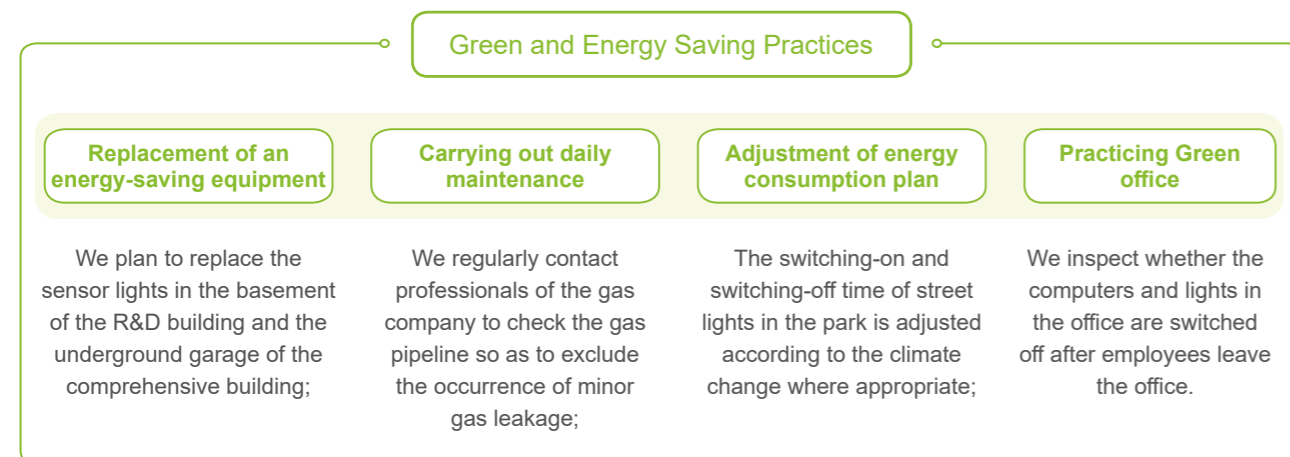 Green and Energy Saving Practices
Replacement of an
energy-saving equipment
We plan to replace the
sensor lights in the basement
of the R&D building and the
underground garage of the
comprehensive building;
Carrying out daily
maintenance
We regularly contact
professionals of the gas
company to check the gas
pipeline so as to exclude
the occurrence of minor
gas leakage;
Adjustment of energy
consumption plan
The switching-on and
switching-off time of street
lights in the park is adjusted
according to the climate
change where appropriate;
Practicing Green
office
We inspect whether the
computers and lights in
the office are switched
off after employees leave
the office.